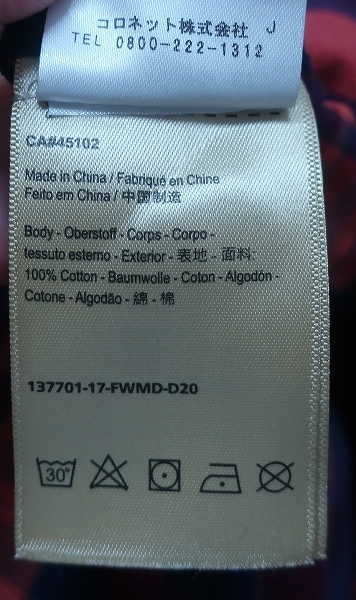 コロネット株式会社 J
TEL 0800-222-1312
CA#45102
Made in China / Fabriqué en Chine
Feito em China / 中国制造
Body - Oberstoff - Corps - Corpo -
tessuto esterno - Exterior - 表地 - 面料:
100% Cotton - Baumwolle - Coton - Algodón -
Cotone - Algodão - 綿 - 棉
137701-17-FWMD-D20
30°